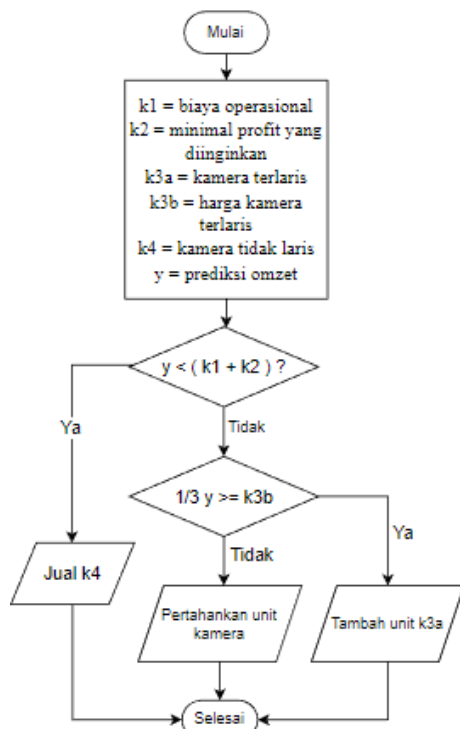 Mulai
k1 = biaya operasional
k2 = minimal profit yang
diinginkan
k3a = kamera terlaris
k3b = harga kamera
terlaris
k4 = kamera tidak laris
y = prediksi omzet
y < ( k1 + k2 ) ?
Ya
Tidak
1/3 y >= k3b
Tidak
Ya
Jual k4
Pertahankan unit
kamera
Tambah unit k3a
Selesai